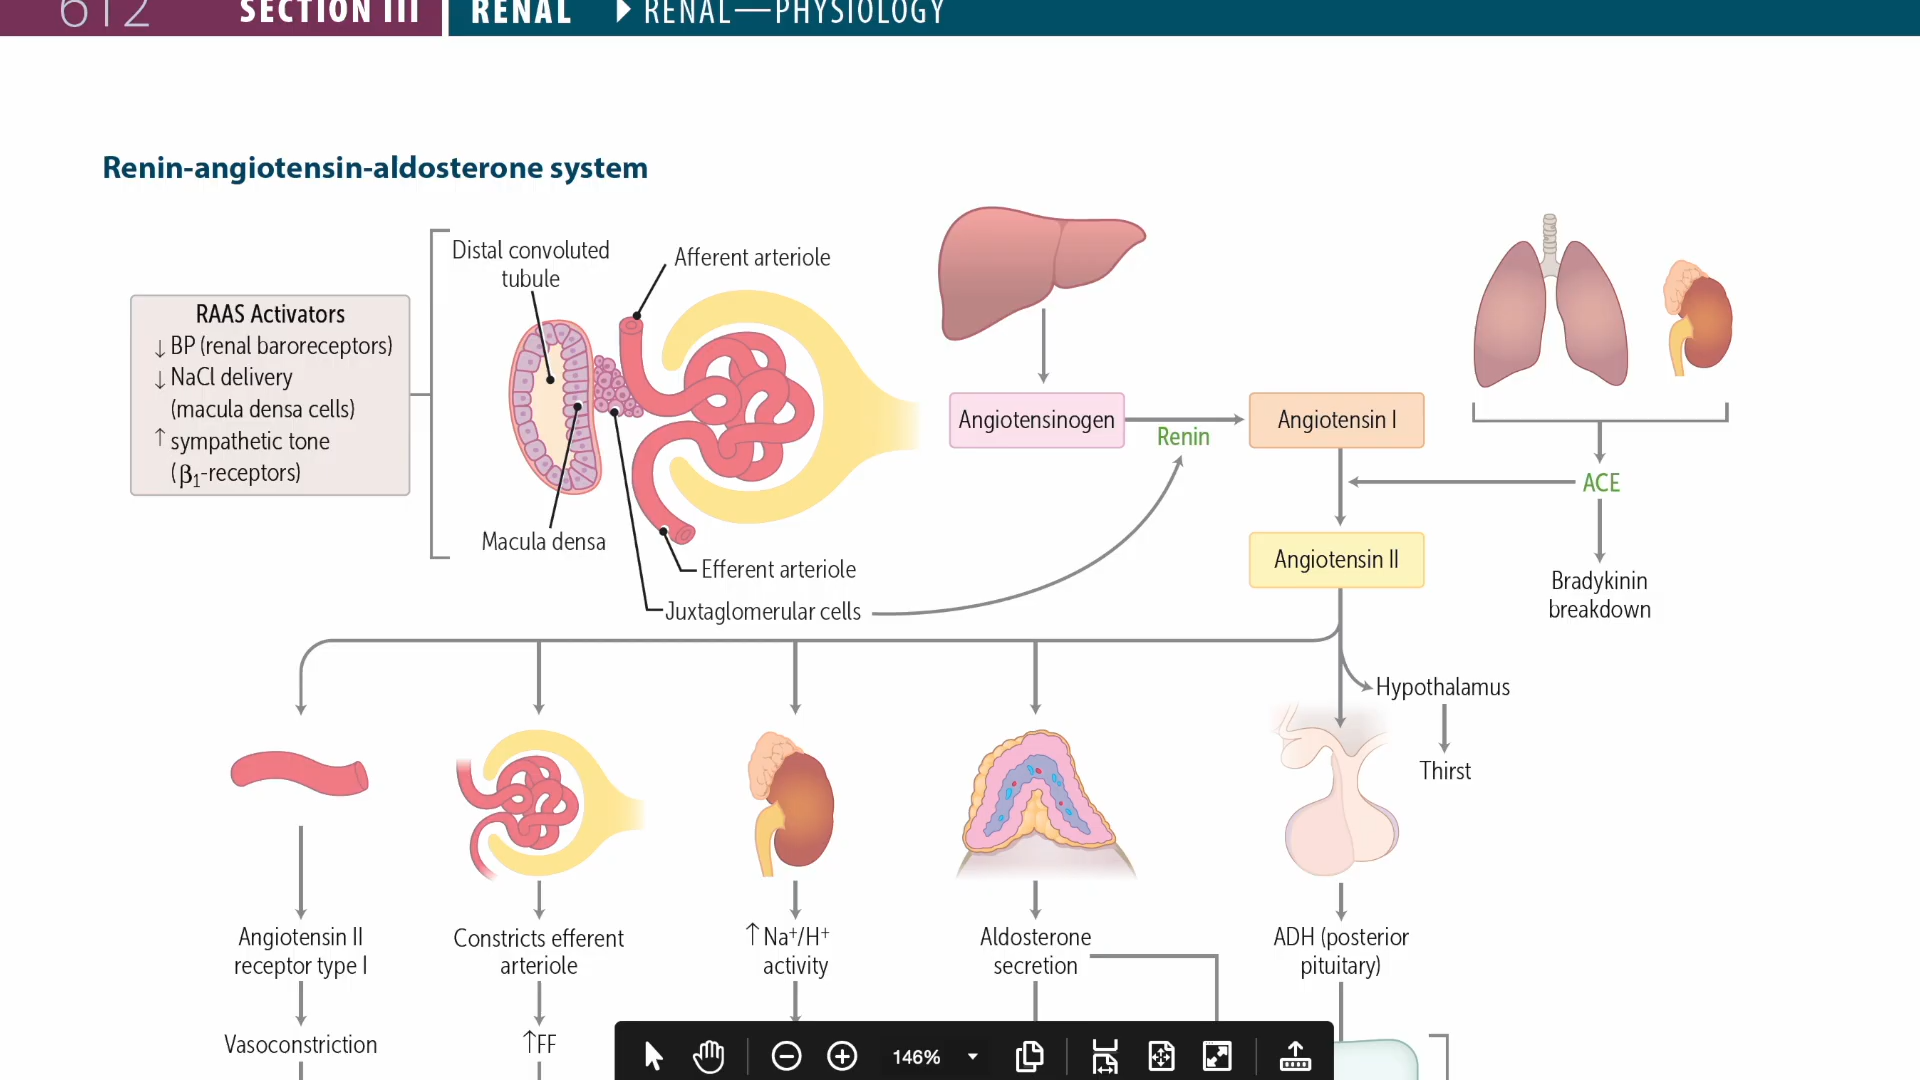 612 SECTION III RENAL ▶ RENAL—PHYSIOLOGY
Renin-angiotensin-aldosterone system
RAAS Activators
↓ BP (renal baroreceptors)
↓ NaCl delivery
(macula densa cells)
↑ sympathetic tone
(β1-receptors)
Distal convoluted
tubule
Afferent arteriole
Macula densa
Efferent arteriole
Juxtaglomerular cells
Angiotensinogen
Renin
Angiotensin I
ACE
Angiotensin II
Bradykinin
breakdown
Hypothalamus
Thirst
Angiotensin II
receptor type I
Vasoconstriction
Constricts efferent
arteriole
↑FF
↑Na⁺/H⁺
activity
Aldosterone
secretion
ADH (posterior
pituitary)
146%